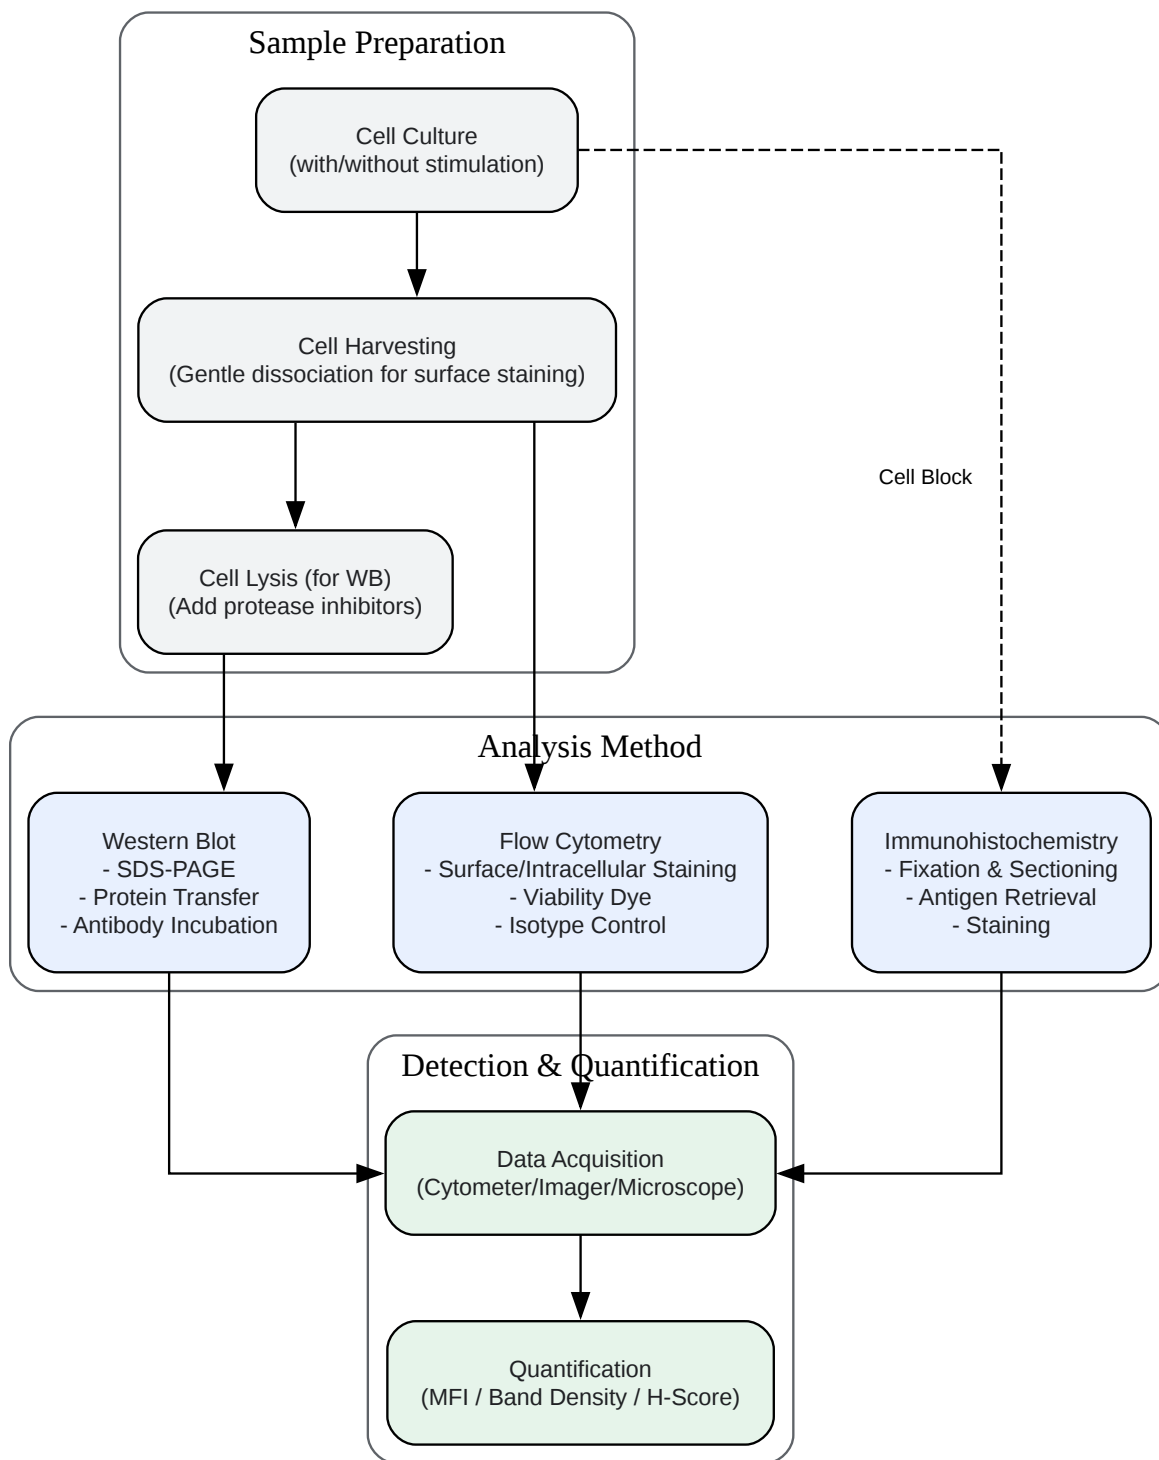 Sample Preparation
Cell Culture
(with/without stimulation)
Cell Harvesting
(Gentle dissociation for surface staining)
Cell Block
Cell Lysis (for WB)
(Add protease inhibitors)
Analysis Method
Western Blot
- SDS-PAGE
- Protein Transfer
- Antibody Incubation
Flow Cytometry
- Surface/Intracellular Staining
- Viability Dye
- Isotype Control
Immunohistochemistry
- Fixation & Sectioning
- Antigen Retrieval
- Staining
Detection & Quantification
Data Acquisition
(Cytometer/Imager/Microscope)
Quantification
(MFI / Band Density / H-Score)